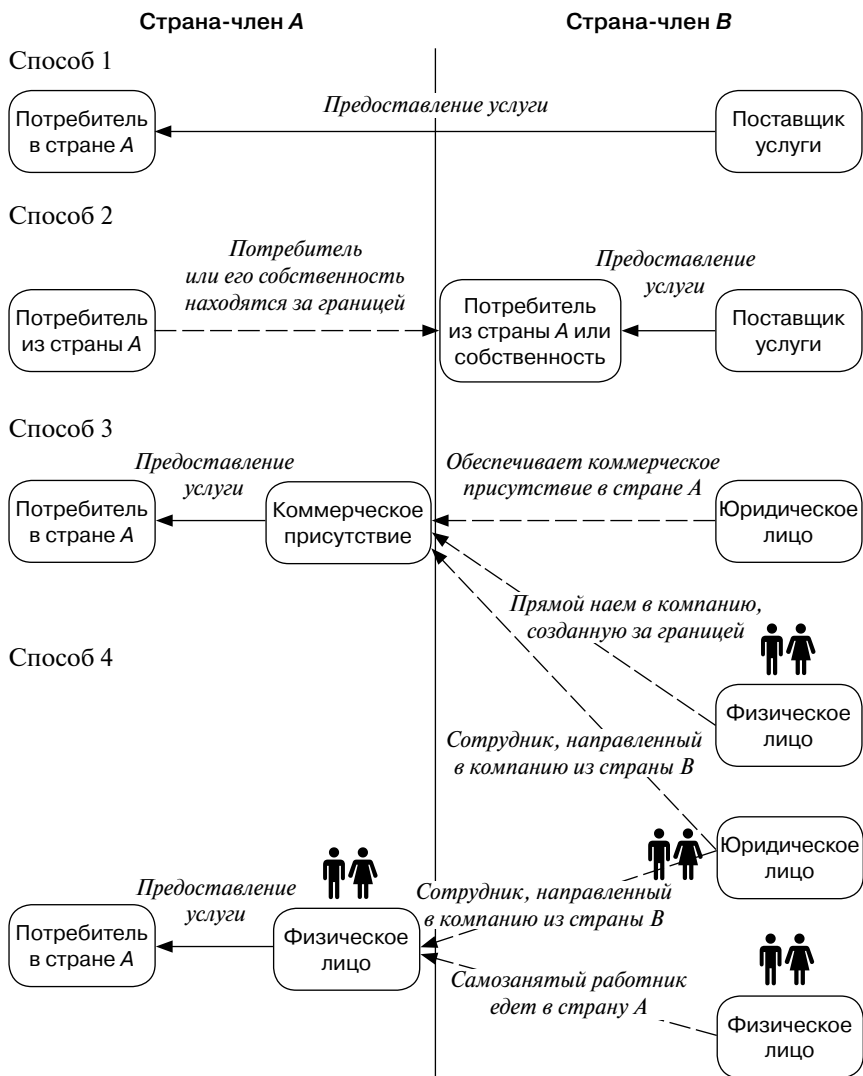 Страна-член A
Страна-член B
Способ 1
Потребитель
в стране A
Предоставление услуги
Поставщик
услуги
Способ 2
Потребитель
или его собственность
находятся за границей
Предоставление
услуги
Потребитель
из страны A
Потребитель
из страны A или
собственность
Поставщик
услуги
Способ 3
Предоставление
услуги
Обеспечивает коммерческое
присутствие в стране A
Потребитель
в стране A
Коммерческое
присутствие
Юридическое
лицо
Прямой наем в компанию,
созданную за границей
Способ 4
Физическое
лицо
Сотрудник, направленный
в компанию из страны B
Юридическое
лицо
Предоставление
услуги
Сотрудник, направленный
в компанию из страны B
Потребитель
в стране A
Физическое
лицо
Самозанятый работник
едет в страну A
Физическое
лицо